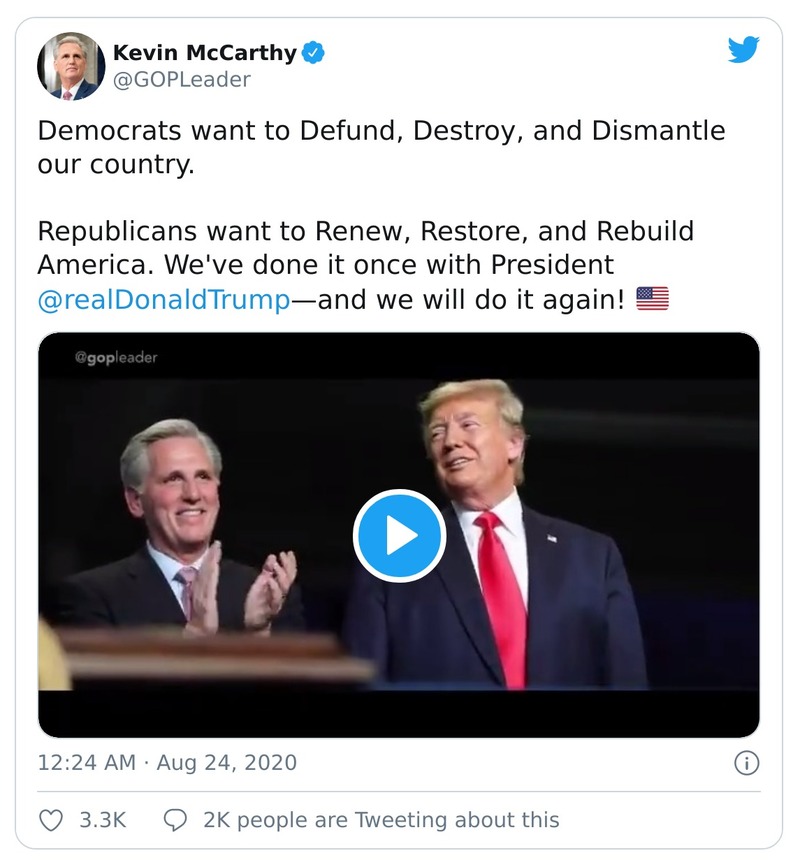 Kevin McCarthy
@GOPLeader
Democrats want to Defund, Destroy, and Dismantle
our country.
Republicans want to Renew, Restore, and Rebuild
America. We've done it once with President
@realDonaldTrump—and we will do it again! 🇺🇸
@gopleader
12:24 AM · Aug 24, 2020
3.3K 2K people are Tweeting about this